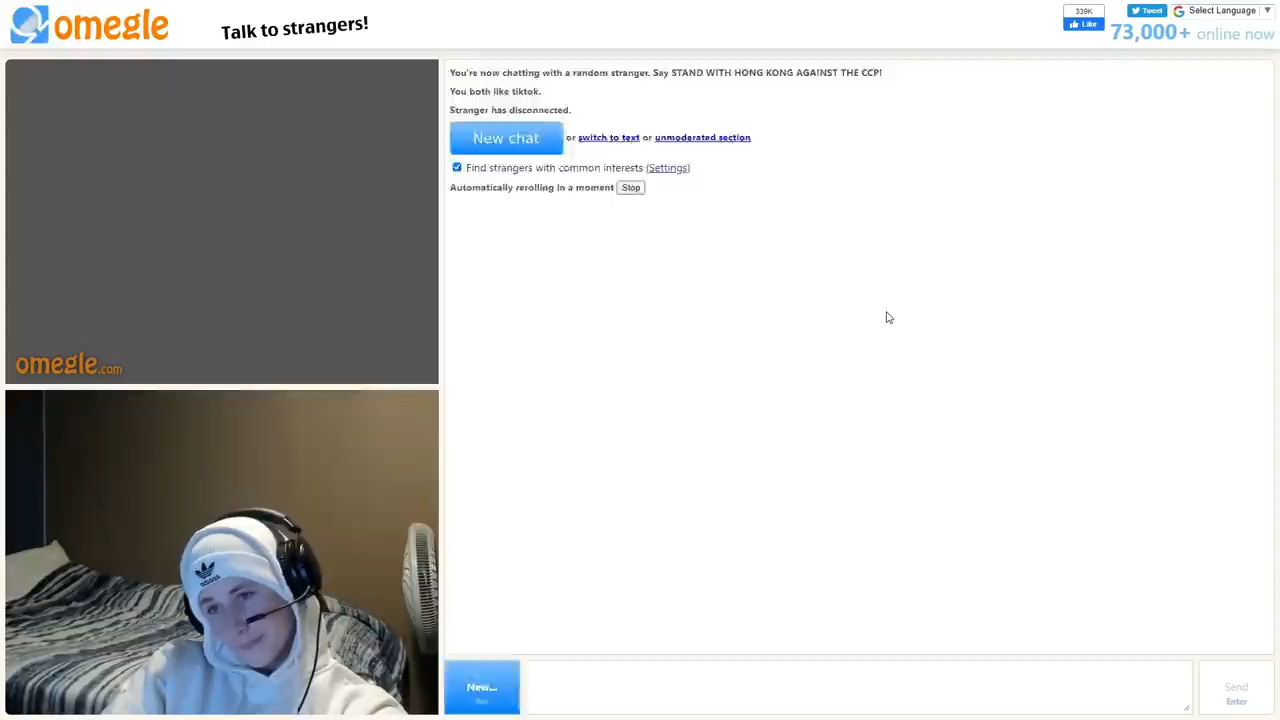 omegle
Talk to strangers!
339K
Like
Tweet
Select Language ▼
73,000+ online now
You're now chatting with a random stranger. Say STAND WITH HONG KONG AGAINST THE CCP!
You both like tiktok.
Stranger has disconnected.
New chat or switch to text or unmoderated section
Find strangers with common interests (Settings)
Automatically rerolling in a moment Stop
omegle.com
adidas
New...
Send
Enter